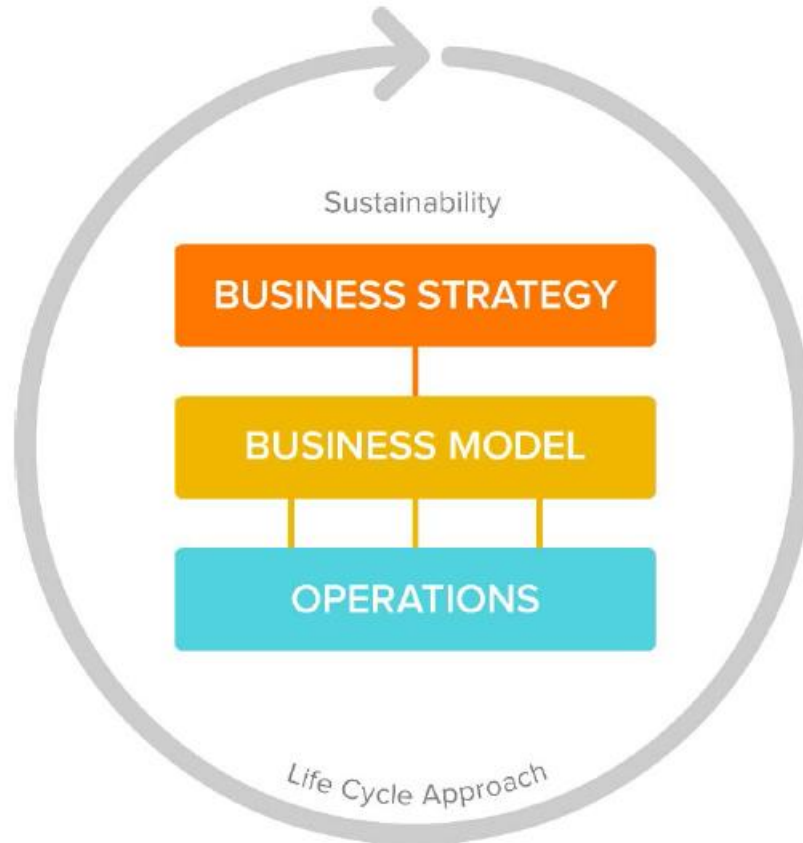 Sustainability
BUSINESS STRATEGY
BUSINESS MODEL
OPERATIONS
Life Cycle Approach